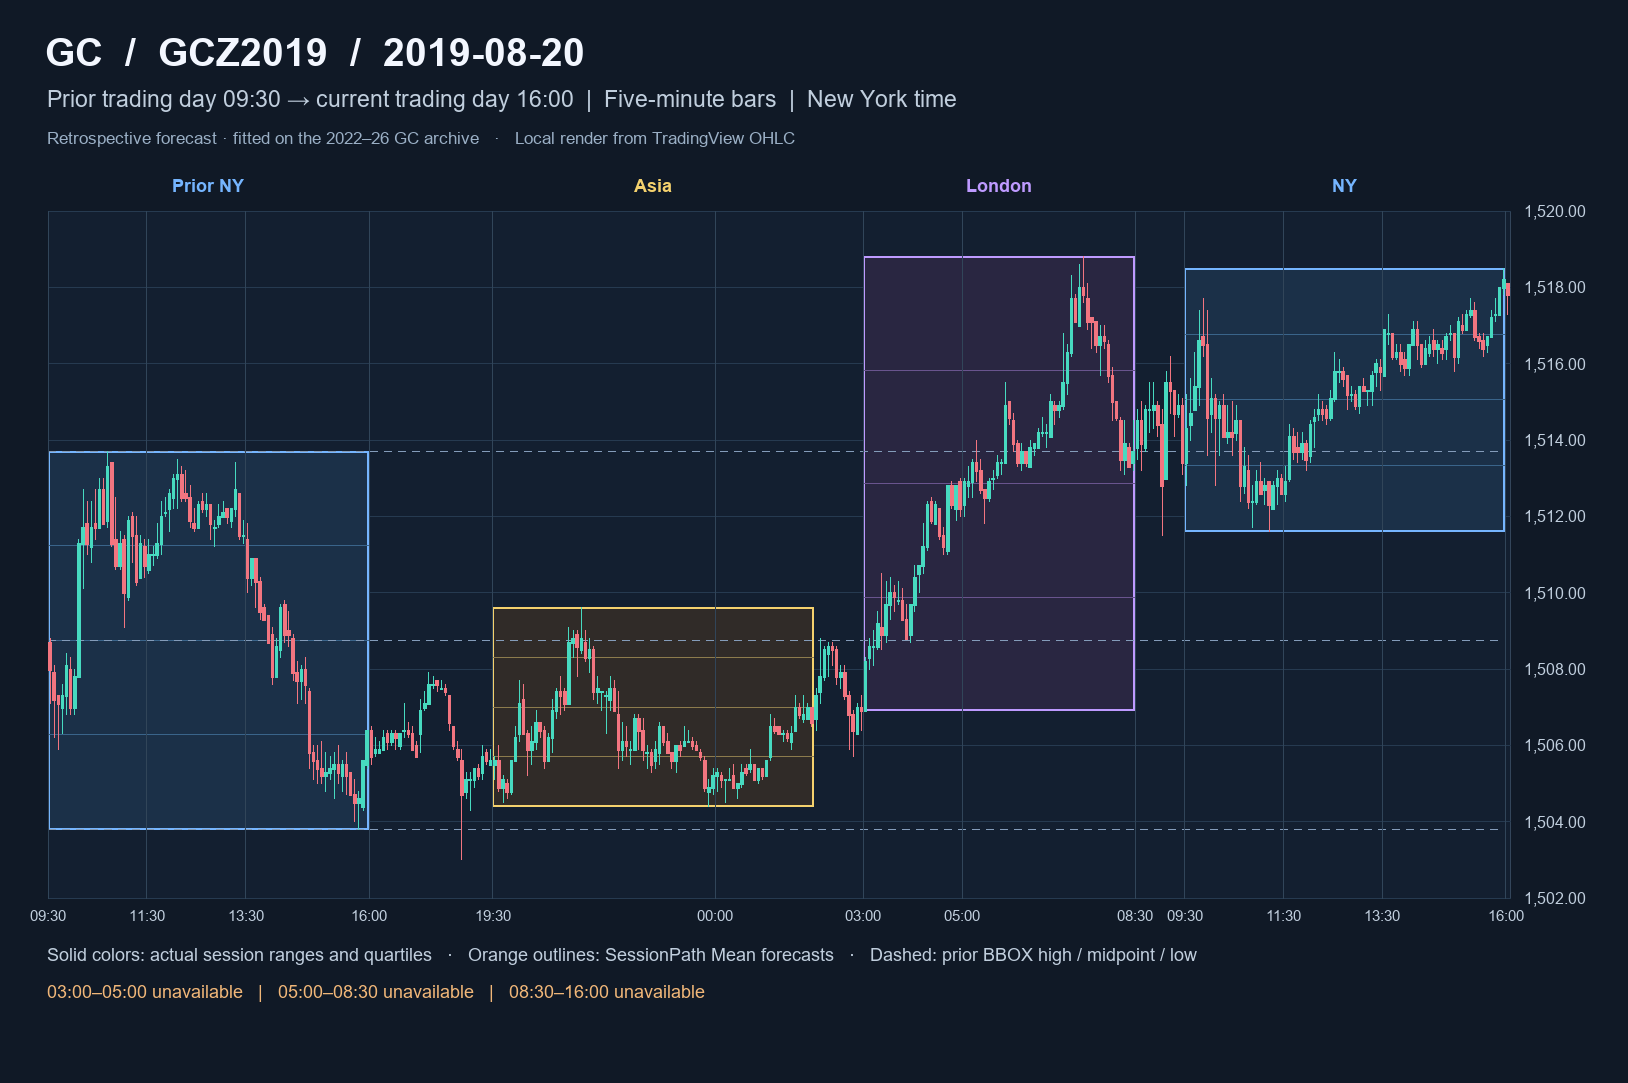 GC / GCZ2019 / 2019-08-20
Prior trading day 09:30 → current trading day 16:00 | Five-minute bars | New York time
Retrospective forecast · fitted on the 2022–26 GC archive · Local render from TradingView OHLC
Prior NY Asia London NY
1,520.00
1,518.00
1,516.00
1,514.00
1,512.00
1,510.00
1,508.00
1,506.00
1,504.00
1,502.00
09:30 11:30 13:30 16:00 19:30 00:00 03:00 05:00 08:30 09:30 11:30 13:30 16:00
Solid colors: actual session ranges and quartiles · Orange outlines: SessionPath Mean forecasts · Dashed: prior BBOX high / midpoint / low
03:00–05:00 unavailable | 05:00–08:30 unavailable | 08:30–16:00 unavailable